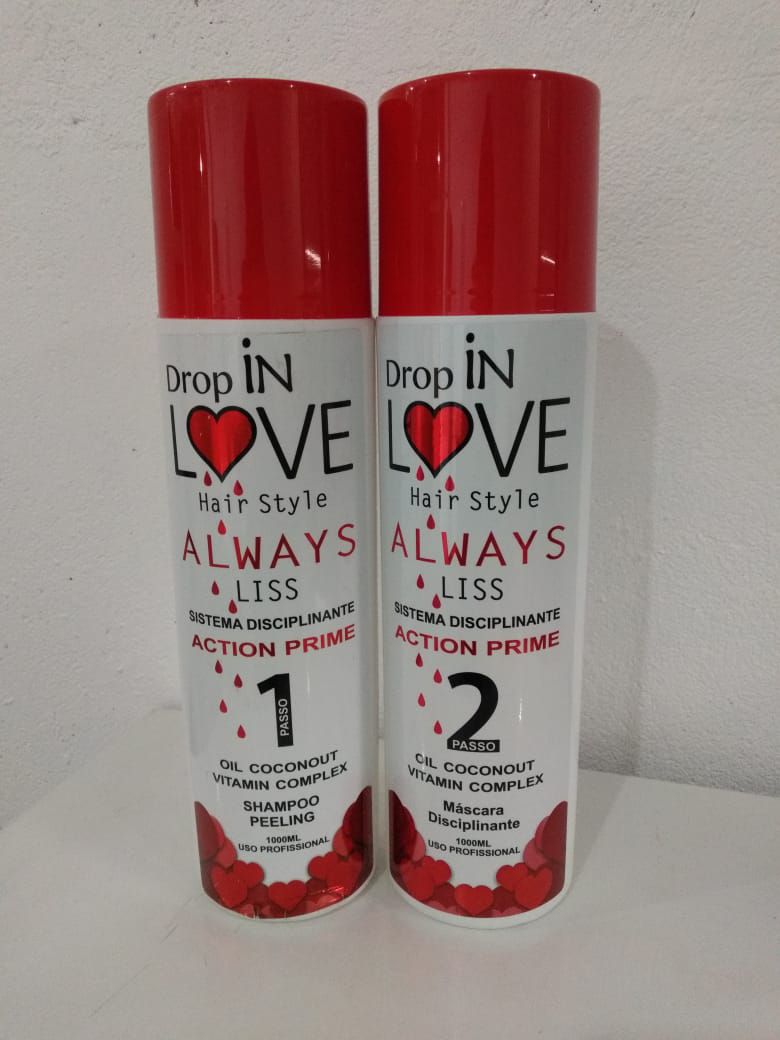 Drop iN
LOVE
Hair Style
ALWAYS
LISS
SISTEMA DISCIPLINANTE
ACTION PRIME
1
PASSO
OIL COCONOUT
VITAMIN COMPLEX
SHAMPOO
PEELING
1000ML
USO PROFISSIONAL
Drop iN
LOVE
Hair Style
ALWAYS
LISS
SISTEMA DISCIPLINANTE
ACTION PRIME
2
PASSO
OIL COCONOUT
VITAMIN COMPLEX
Máscara
Disciplinante
1000ML
USO PROFISSIONAL